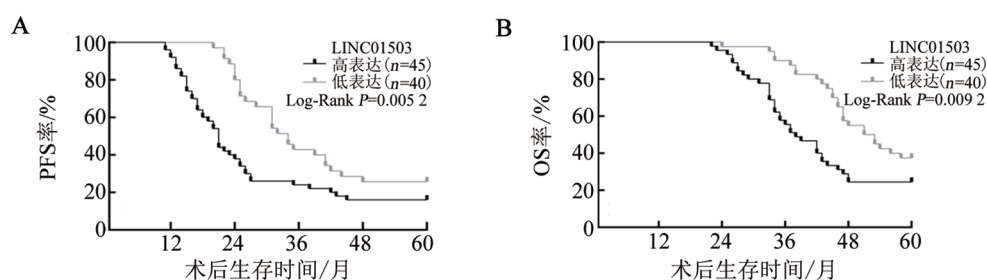 A
PFS率/%
100
80
60
40
20
0
12 24 36 48 60
术后生存时间/月
LINC01503
高表达(n=45)
低表达(n=40)
Log-Rank P=0.005 2
B
OS率/%
100
80
60
40
20
0
12 24 36 48 60
术后生存时间/月
LINC01503
高表达(n=45)
低表达(n=40)
Log-Rank P=0.009 2